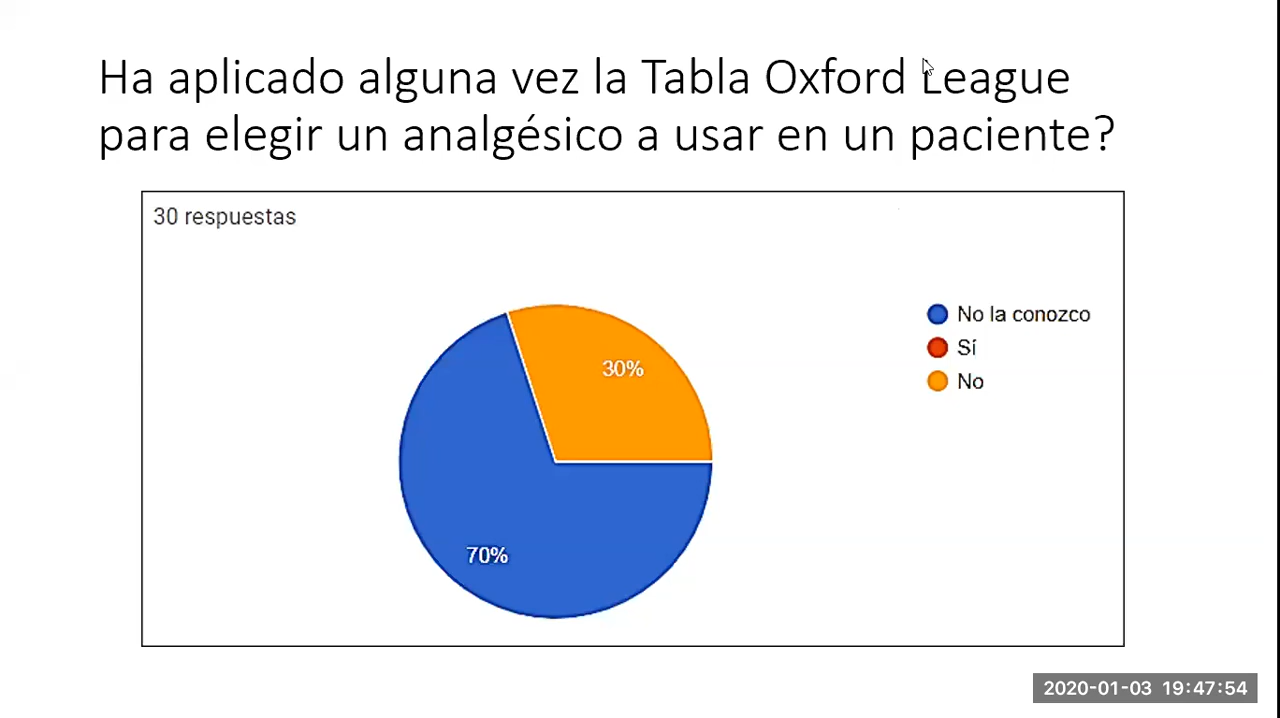 Ha aplicado alguna vez la Tabla Oxford League
para elegir un analgésico a usar en un paciente?
30 respuestas
No la conozco
Sí
No
30%
70%
2020-01-03 19:47:54